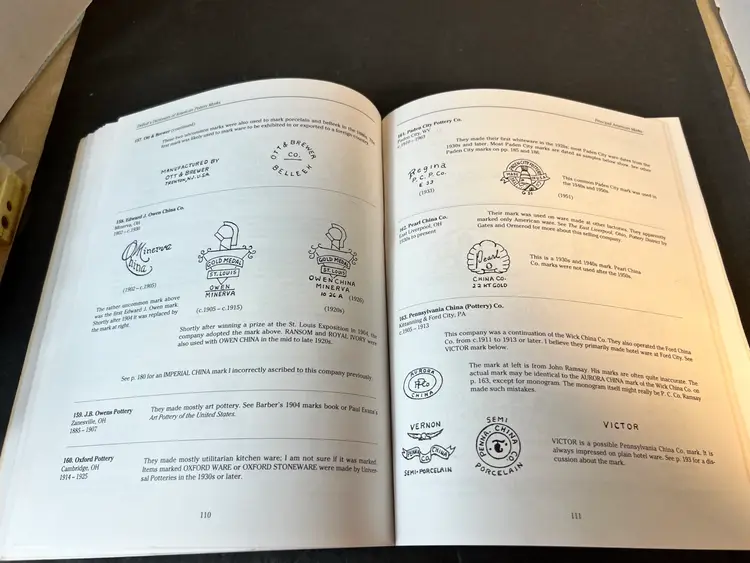 157. Ott & Brewer (continued)
These two uncommon marks were also used to mark porcelain and belleek in the
first mark was likely used to mark ware to be exhibited in or exported to a foreign
MANUFACTURED BY
OTT & BREWER
TRENTON, N.J. U.S.A.
OTT & BREWER
CO.
BELLEEK
158. Edward J. Owen China Co.
Minerva, OH
1902 – c.1930
Minerva
China
(1902 – c.1905)
GOLD MEDAL
ST. LOUIS
OWEN
MINERVA
(c.1905 – c.1915)
GOLD MEDAL
ST. LOUIS
OWEN CHINA
MINERVA
10 26 A (1926)
(1920s)
The rather uncommon mark above
was the first Edward J. Owen mark.
Shortly after 1904 it was replaced by
the mark at right.
Shortly after winning a prize at the St. Louis Exposition in 1904, the
company adopted the mark above. RANSOM and ROYAL IVORY were
also used with OWEN CHINA in the mid to late 1920s.
See p. 180 for an IMPERIAL CHINA mark I incorrectly ascribed to this company previously.
159. J.B. Owens Pottery
Zanesville, OH
1885 – 1907
They made mostly art pottery. See Barber's 1904 marks book or Paul Evans's
Art Pottery of the United States.
160. Oxford Pottery
Cambridge, OH
1914 – 1925
They made mostly utilitarian kitchen ware; I am not sure if it was marked.
Items marked OXFORD WARE or OXFORD STONEWARE were made by Univer-
sal Potteries in the 1930s or later.
110
Principal American Marks
161. Paden City Pottery Co.
Paden City, WV
They made their first whiteware in the 1920s; most Paden City ware dates from the
1930s and later. Most Paden City marks are dated as samples below show. See other
Paden City marks on pp. 185 and 186.
Regina
P. C. P. Co.
E 33
(1933)
(1951)
This common Paden City mark was used in
the 1940s and 1950s.
162. Pearl China Co.
East Liverpool, OH
1930s to present
Their mark was used on ware made at other factories. They apparently
marked only American ware. See The East Liverpool, Ohio, Pottery District by
Gates and Ormerod for more about this selling company.
Pearl
CHINA CO.
22 KT GOLD
This is a 1930s and 1940s mark. Pearl China
Co. marks were not used after the 1950s.
163. Pennsylvania China (Pottery) Co.
Kittanning & Ford City, PA
c.1905 – 1913
This company was a continuation of the Wick China Co. They also operated the Ford China
Co. from c.1911 to 1913 or later. I believe they primarily made hotel ware at Ford City. See
VICTOR mark below.
AURORA
CHINA
The mark at left is from John Ramsay. His marks are often quite inaccurate. The
actual mark may be identical to the AURORA CHINA mark of the Wick China Co. on
p. 163, except for monogram. The monogram itself might really be P. C. Co. Ramsay
made such mistakes.
VERNON
PENNA. CHINA
CO.
SEMI-PORCELAIN
SEMI
PENNA. CHINA CO.
PORCELAIN
VICTOR
VICTOR is a possible Pennsylvania China Co. mark. It is
always impressed on plain hotel ware. See p. 193 for a dis-
cussion about the mark.
111